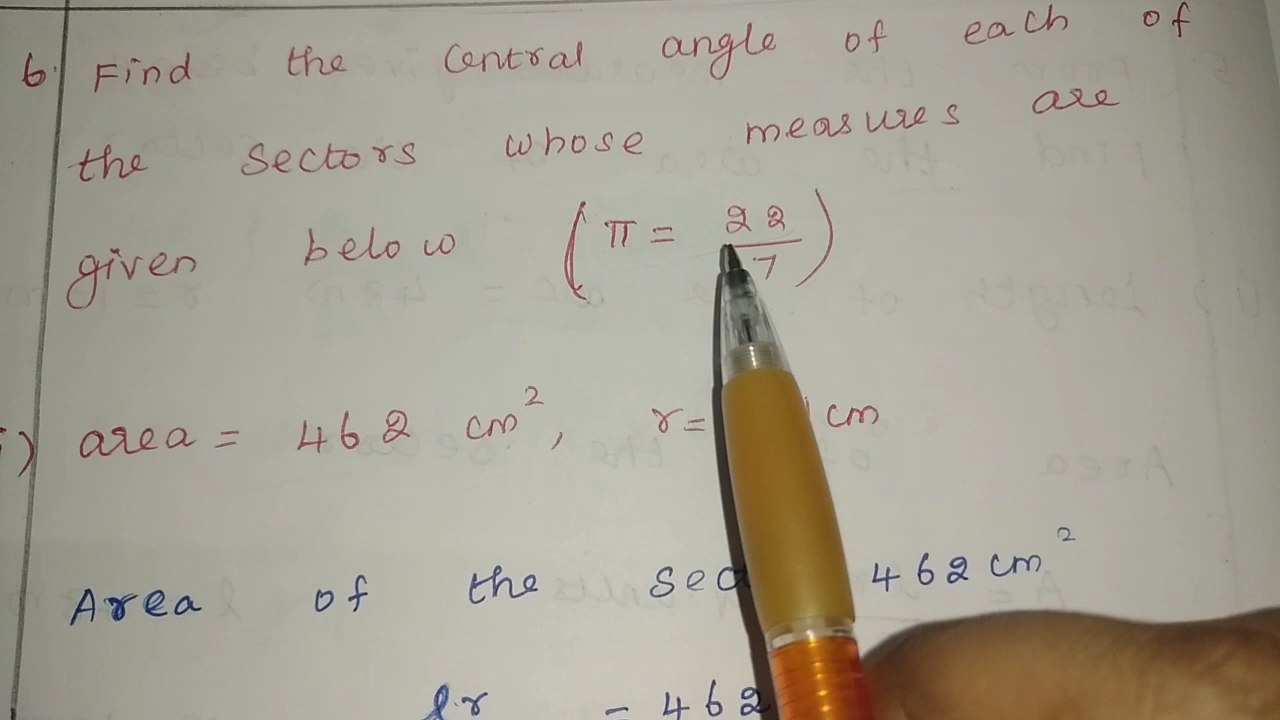 6. Find the Central angle of each of
the sectors whose measures are
given below (π = 22/7)
i) area = 462 cm², r= cm
Area of the sec 462 cm²
l.r = 462